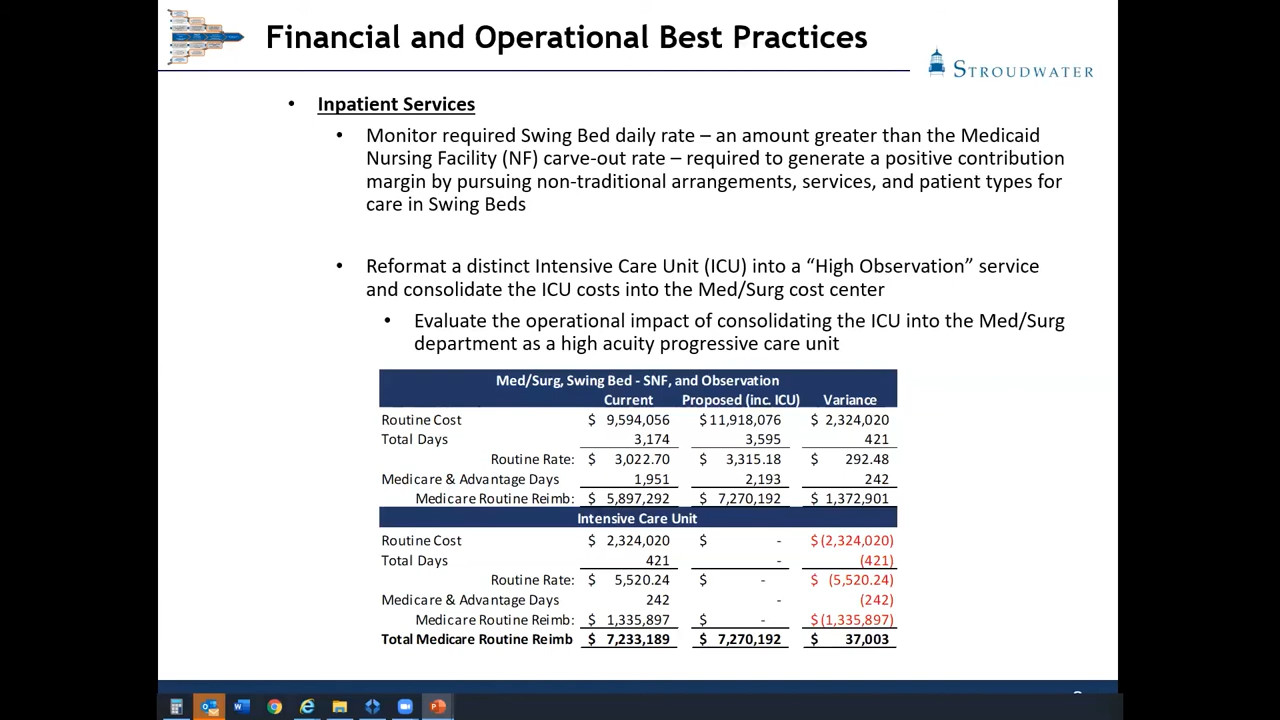 Financial and Operational Best Practices
STROUDWATER
• Inpatient Services
• Monitor required Swing Bed daily rate – an amount greater than the Medicaid
Nursing Facility (NF) carve-out rate – required to generate a positive contribution
margin by pursuing non-traditional arrangements, services, and patient types for
care in Swing Beds
• Reformat a distinct Intensive Care Unit (ICU) into a “High Observation” service
and consolidate the ICU costs into the Med/Surg cost center
• Evaluate the operational impact of consolidating the ICU into the Med/Surg
department as a high acuity progressive care unit
Med/Surg, Swing Bed - SNF, and Observation
Current Proposed (inc. ICU) Variance
Routine Cost $ 9,594,056 $ 11,918,076 $ 2,324,020
Total Days 3,174 3,595 421
Routine Rate: $ 3,022.70 $ 3,315.18 $ 292.48
Medicare & Advantage Days 1,951 2,193 242
Medicare Routine Reimb: $ 5,897,292 $ 7,270,192 $ 1,372,901
Intensive Care Unit
Routine Cost $ 2,324,020 $ - $ (2,324,020)
Total Days 421 - (421)
Routine Rate: $ 5,520.24 $ - $ (5,520.24)
Medicare & Advantage Days 242 - (242)
Medicare Routine Reimb: $ 1,335,897 $ - $ (1,335,897)
Total Medicare Routine Reimb $ 7,233,189 $ 7,270,192 $ 37,003